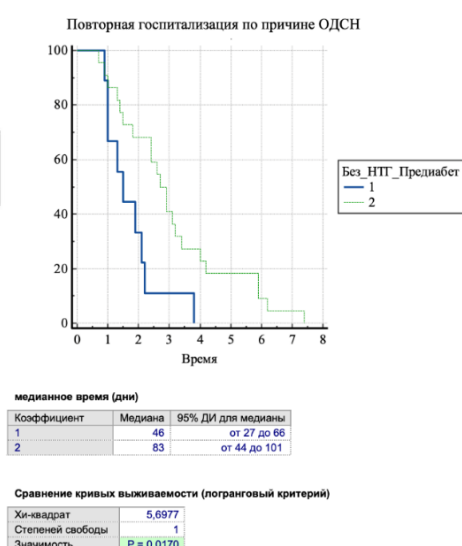 Повторная госпитализация по причине ОДСН
100
80
60
40
20
0
0 1 2 3 4 5 6 7 8
Время
Без_НТГ_Предиабет
1
2
медианное время (дни)
Коэффициент Медиана 95% ДИ для медианы
1 46 от 27 до 66
2 83 от 44 до 101
Сравнение кривых выживаемости (логранговый критерий)
Хи-квадрат 5,6977
Степеней свободы 1
Значимость P = 0,0170